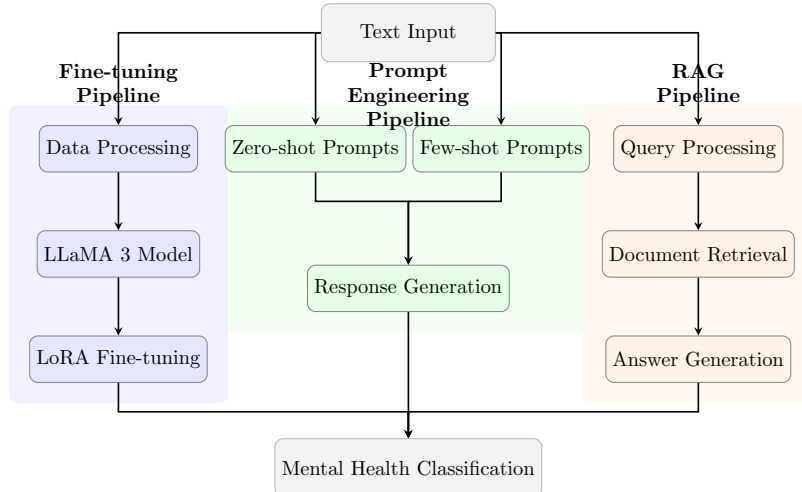 Text Input
Fine-tuning
Pipeline
Prompt
Engineering
Pipeline
RAG
Pipeline
Data Processing
Zero-shot Prompts
Few-shot Prompts
Query Processing
LLaMA 3 Model
Response Generation
Document Retrieval
LoRA Fine-tuning
Answer Generation
Mental Health Classification